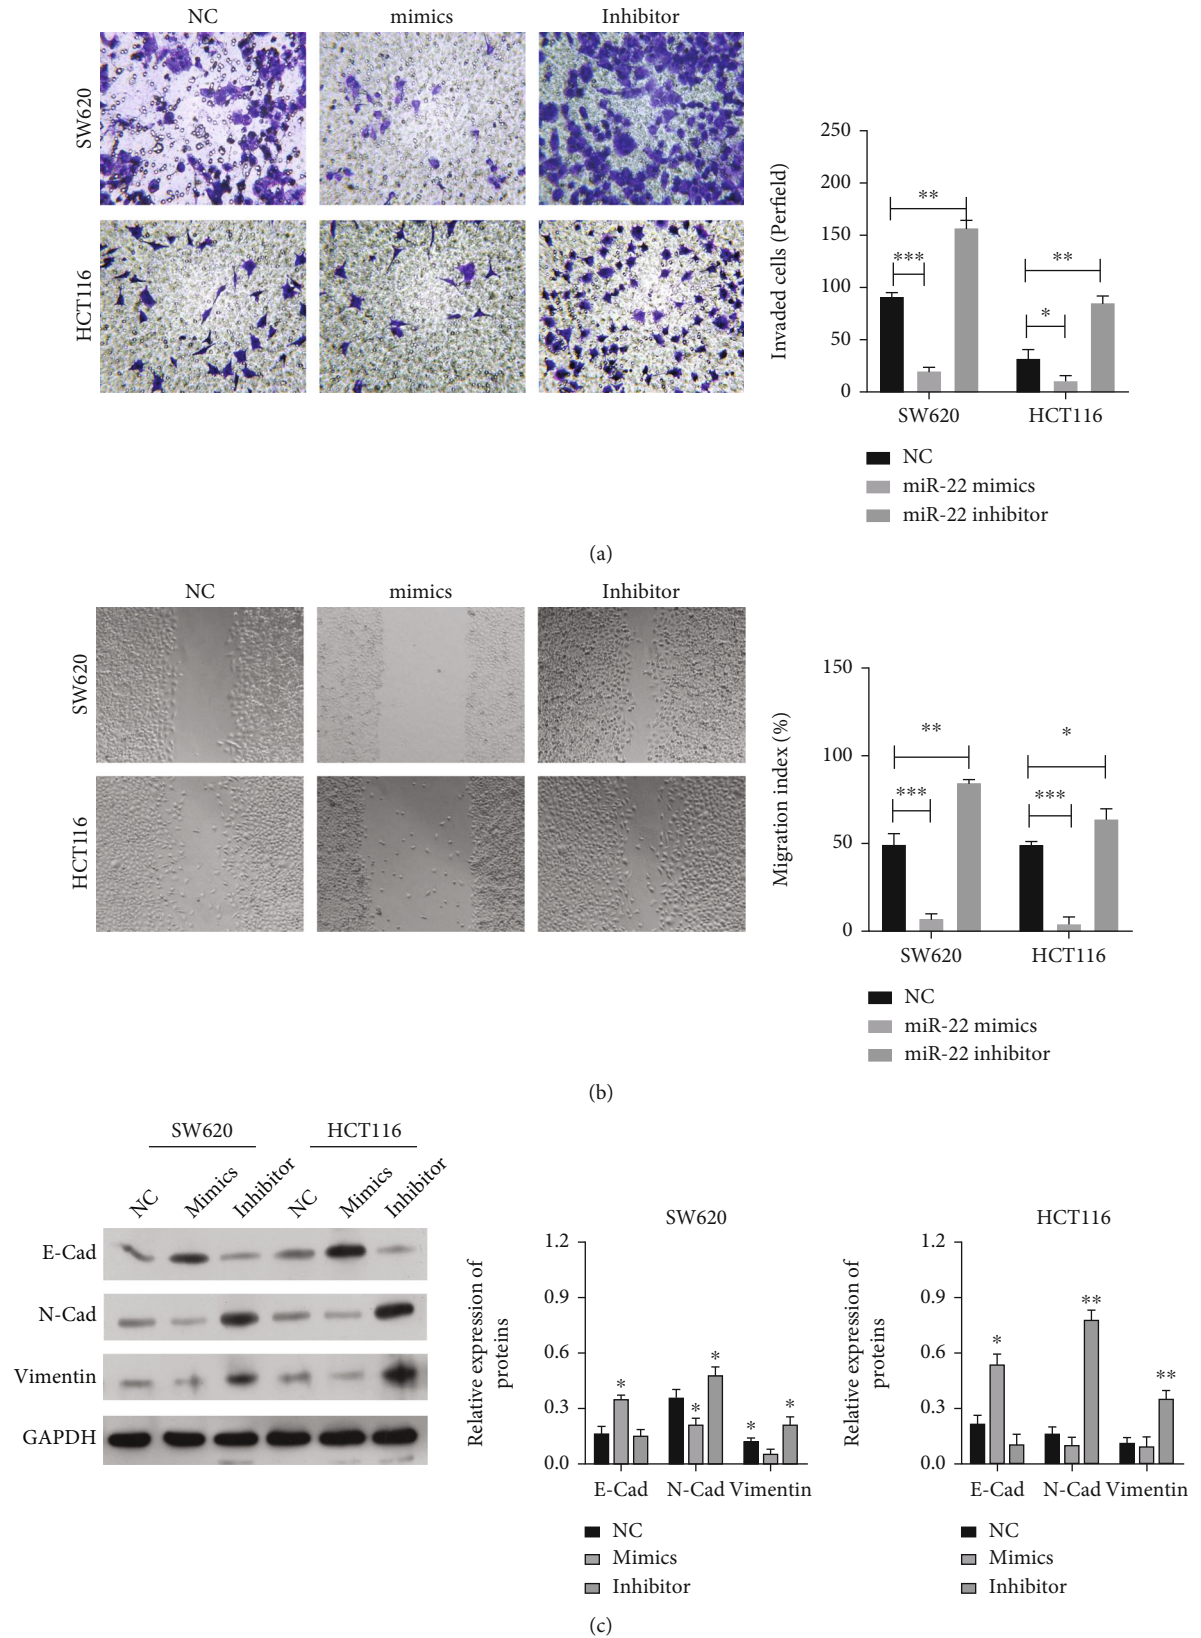 NC mimics Inhibitor
SW620
HCT116
Invaded cells (Perfield)
250
200
150
100
50
0
** *** ** *
SW620 HCT116
NC
miR-22 mimics
miR-22 inhibitor
(a)
NC mimics Inhibitor
SW620
HCT116
Migration index (%)
150
100
50
0
** *** * ***
SW620 HCT116
NC
miR-22 mimics
miR-22 inhibitor
(b)
SW620 HCT116
NC Mimics Inhibitor NC Mimics Inhibitor
E-Cad
N-Cad
Vimentin
GAPDH
SW620
Relative expression of
proteins
1.2
0.9
0.6
0.3
0.0
* * * * *
E-Cad N-Cad Vimentin
NC
Mimics
Inhibitor
HCT116
Relative expression of
proteins
1.2
0.9
0.6
0.3
0.0
* ** **
E-Cad N-Cad Vimentin
NC
Mimics
Inhibitor
(c)